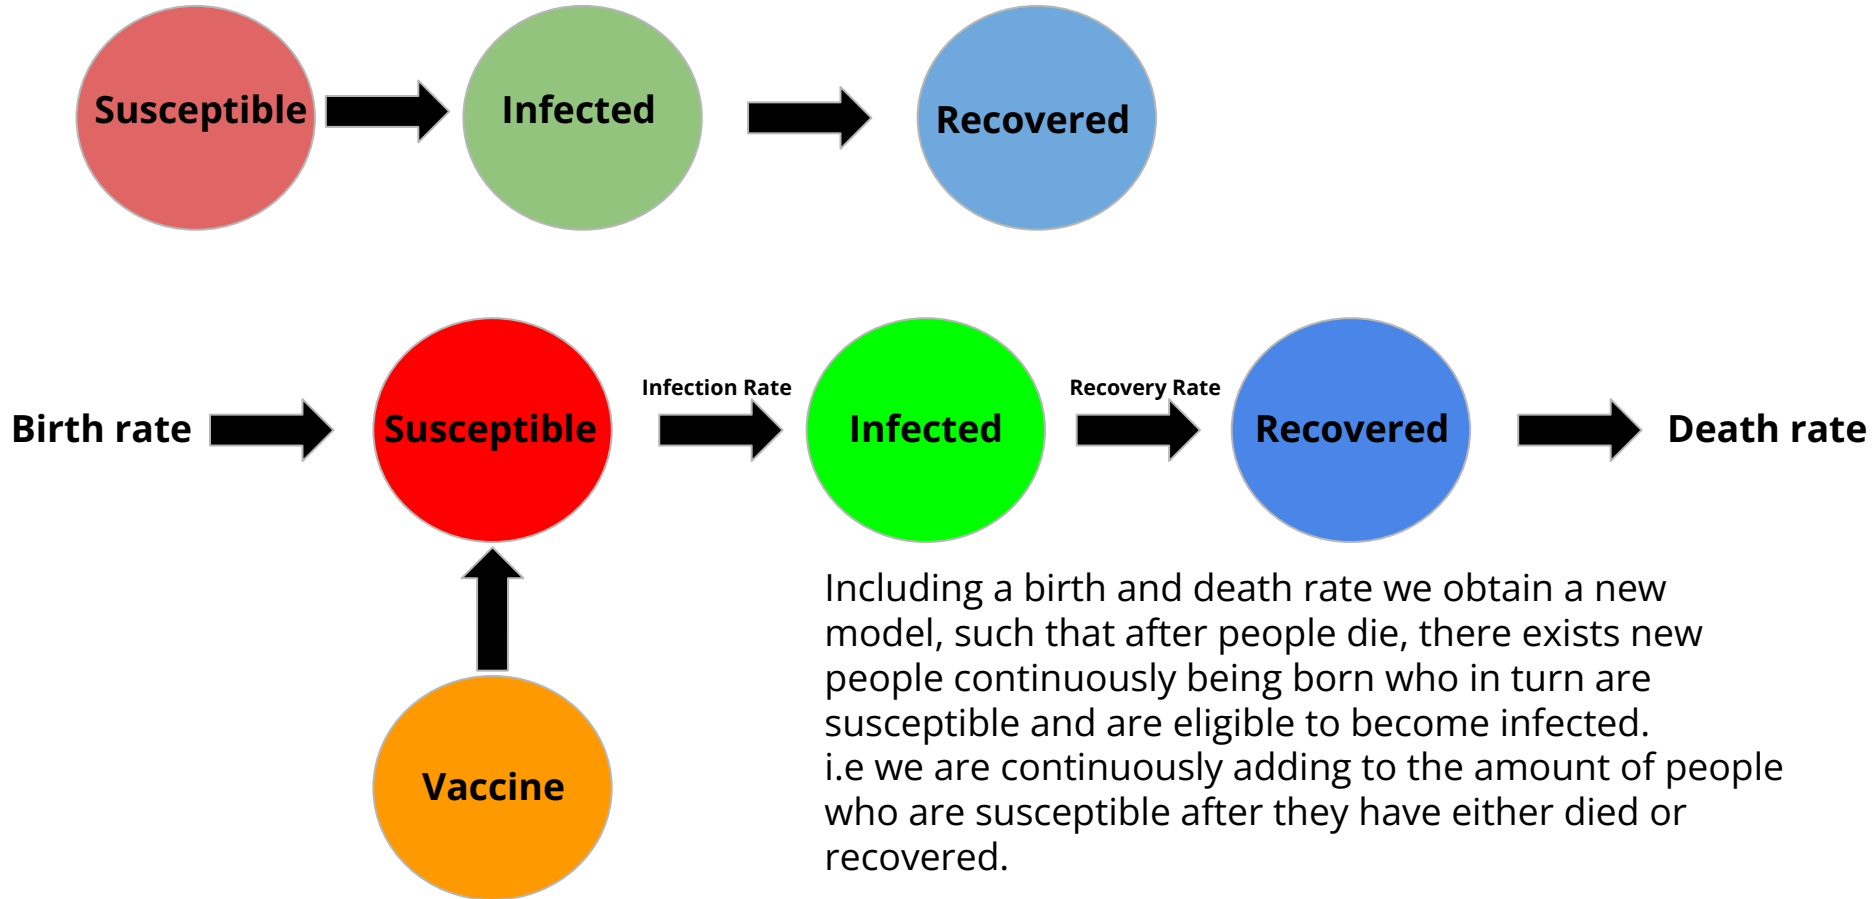 Susceptible
Infected
Recovered
Birth rate
Susceptible
Infection Rate
Infected
Recovery Rate
Recovered
Death rate
Vaccine
Including a birth and death rate we obtain a new
model, such that after people die, there exists new
people continuously being born who in turn are
susceptible and are eligible to become infected.
i.e we are continuously adding to the amount of people
who are susceptible after they have either died or
recovered.